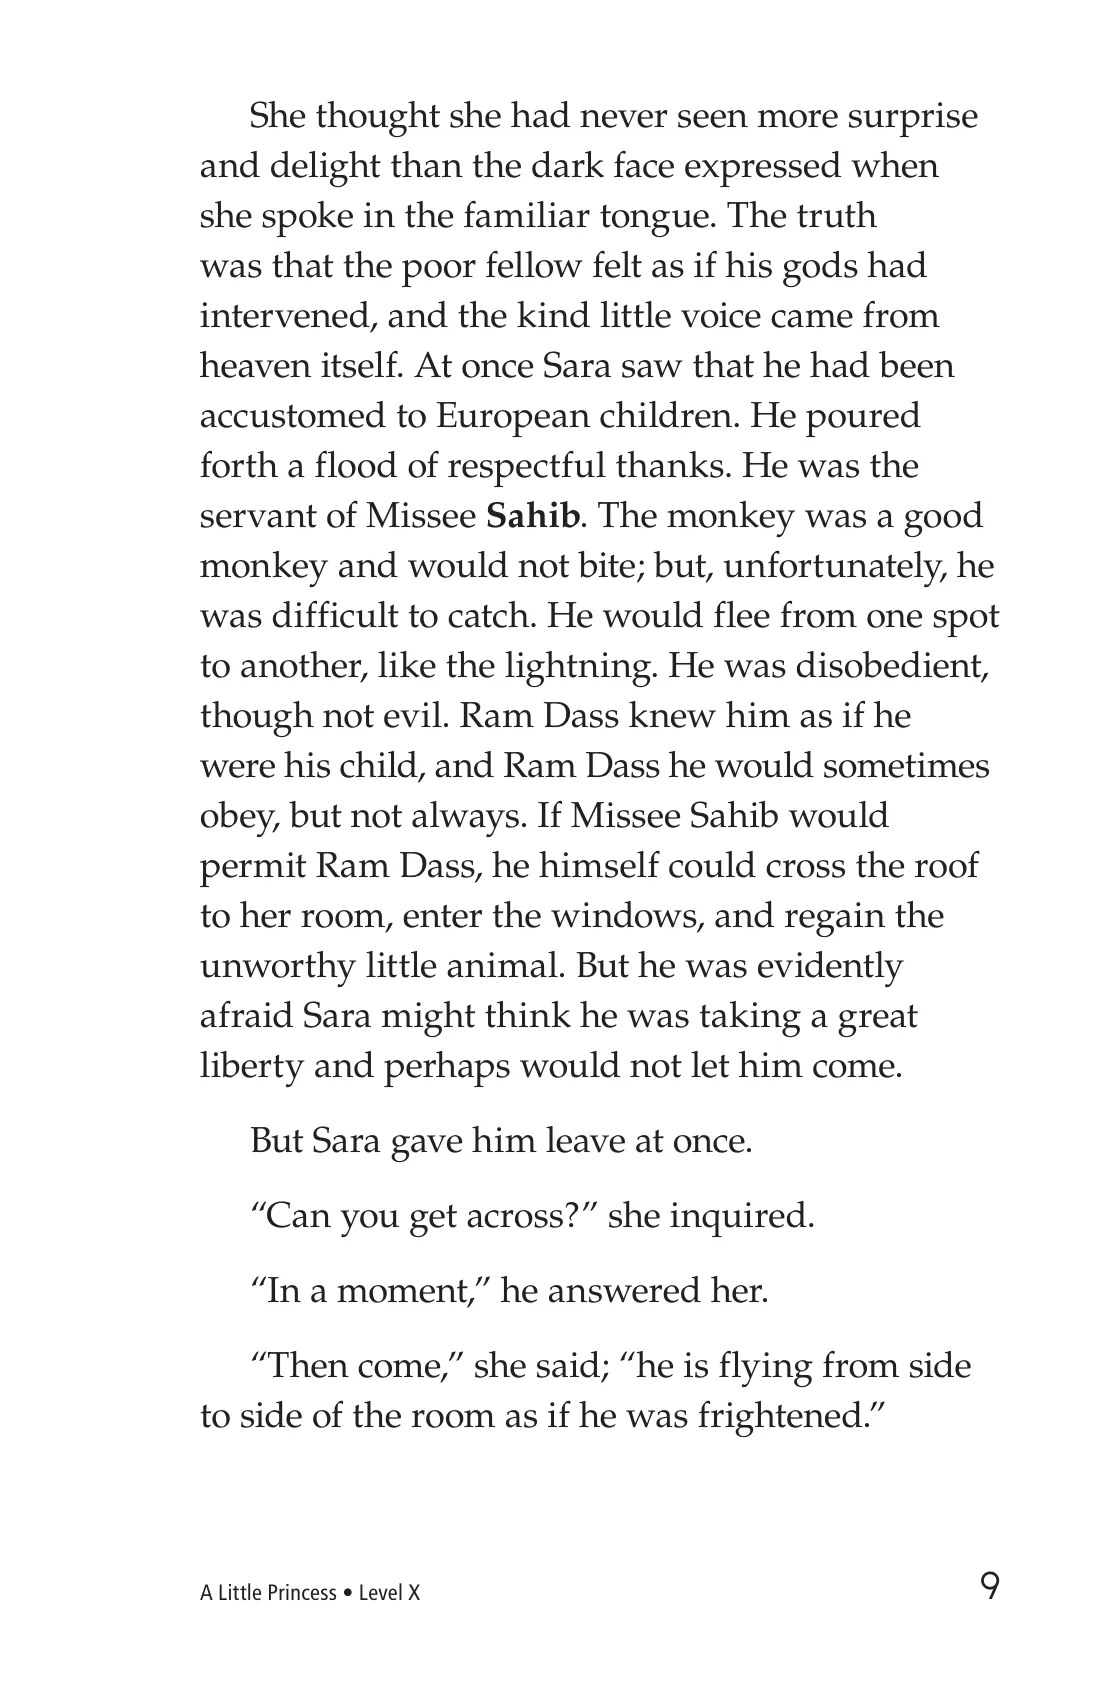 She thought she had never seen more surprise
and delight than the dark face expressed when
she spoke in the familiar tongue. The truth
was that the poor fellow felt as if his gods had
intervened, and the kind little voice came from
heaven itself. At once Sara saw that he had been
accustomed to European children. He poured
forth a flood of respectful thanks. He was the
servant of Missee Sahib. The monkey was a good
monkey and would not bite; but, unfortunately, he
was difficult to catch. He would flee from one spot
to another, like the lightning. He was disobedient,
though not evil. Ram Dass knew him as if he
were his child, and Ram Dass he would sometimes
obey, but not always. If Missee Sahib would
permit Ram Dass, he himself could cross the roof
to her room, enter the windows, and regain the
unworthy little animal. But he was evidently
afraid Sara might think he was taking a great
liberty and perhaps would not let him come.
But Sara gave him leave at once.
“Can you get across?” she inquired.
“In a moment,” he answered her.
“Then come,” she said; “he is flying from side
to side of the room as if he was frightened.”
A Little Princess • Level X
9